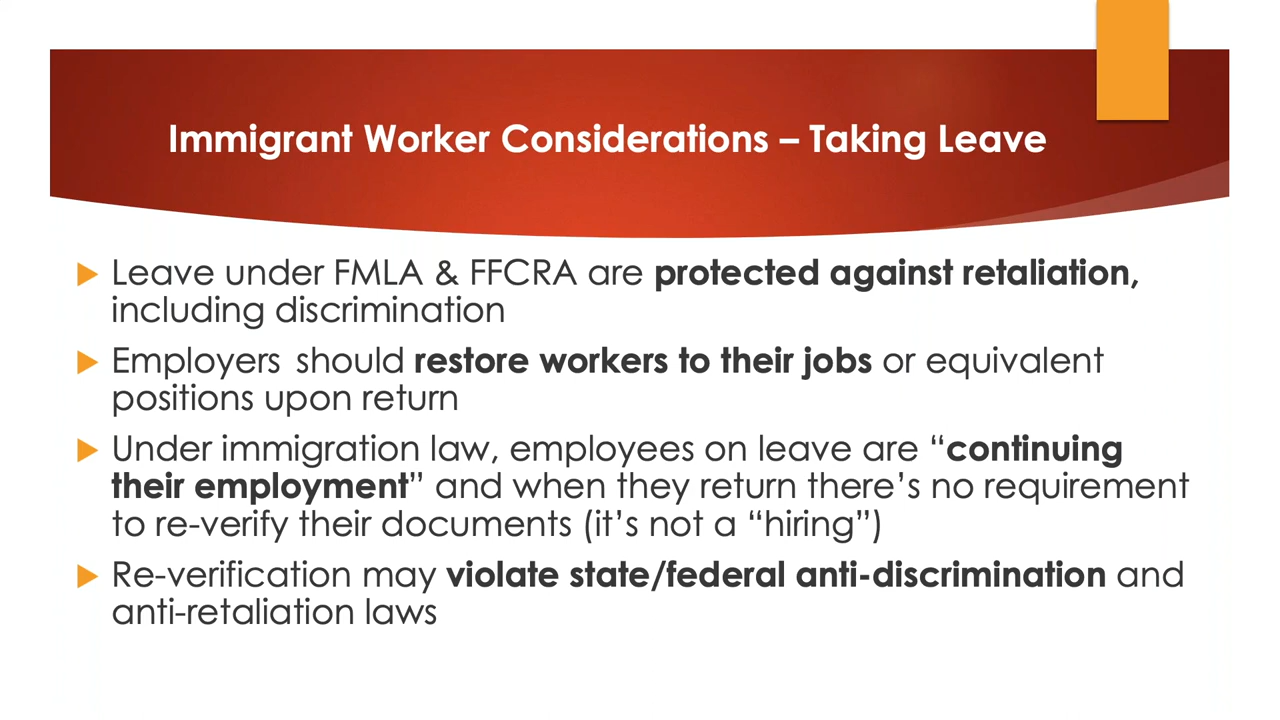 Immigrant Worker Considerations – Taking Leave
Leave under FMLA & FFCRA are protected against retaliation,
including discrimination
Employers should restore workers to their jobs or equivalent
positions upon return
Under immigration law, employees on leave are “continuing
their employment” and when they return there’s no requirement
to re-verify their documents (it’s not a “hiring”)
Re-verification may violate state/federal anti-discrimination and
anti-retaliation laws